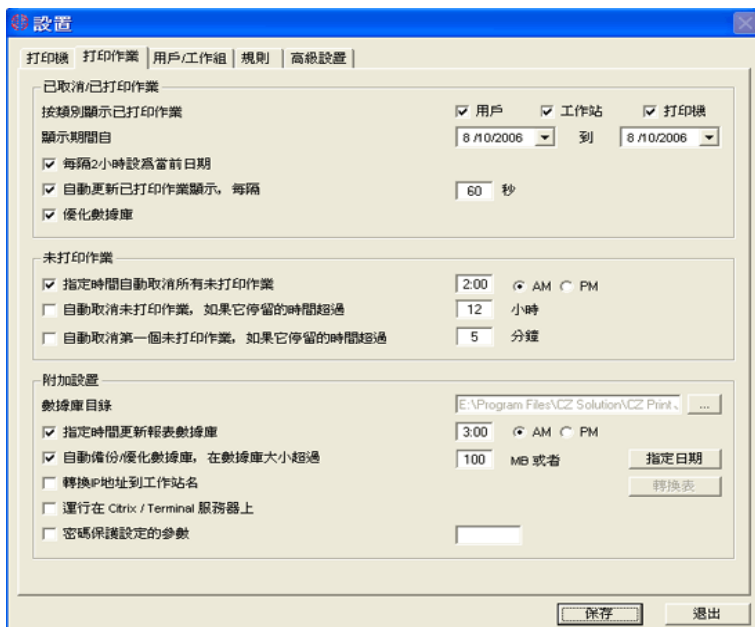 設置
打印機 打印作業 用戶/工作組 規則 高級設置
已取消/已打印作業
按類別顯示已打印作業 用戶 工作站 打印機
顯示期間自 8 /10/2006 到 8 /10/2006
每隔2小時設爲當前日期
自動更新已打印作業顯示, 每隔 60 秒
優化數據庫
未打印作業
指定時間自動取消所有未打印作業 2:00 AM PM
自動取消未打印作業, 如果它停留的時間超過 12 小時
自動取消第一個未打印作業, 如果它停留的時間超過 5 分鐘
附加設置
數據庫目錄 E:\Program Files\CZ Solution\CZ Print ...
指定時間更新報表數據庫 3:00 AM PM
自動備份/優化數據庫, 在數據庫大小超過 100 MB 或者 指定日期
轉換IP地址到工作站名 轉換表
運行在 Citrix / Terminal 服務器上
密碼保護設定的參數
保存 退出